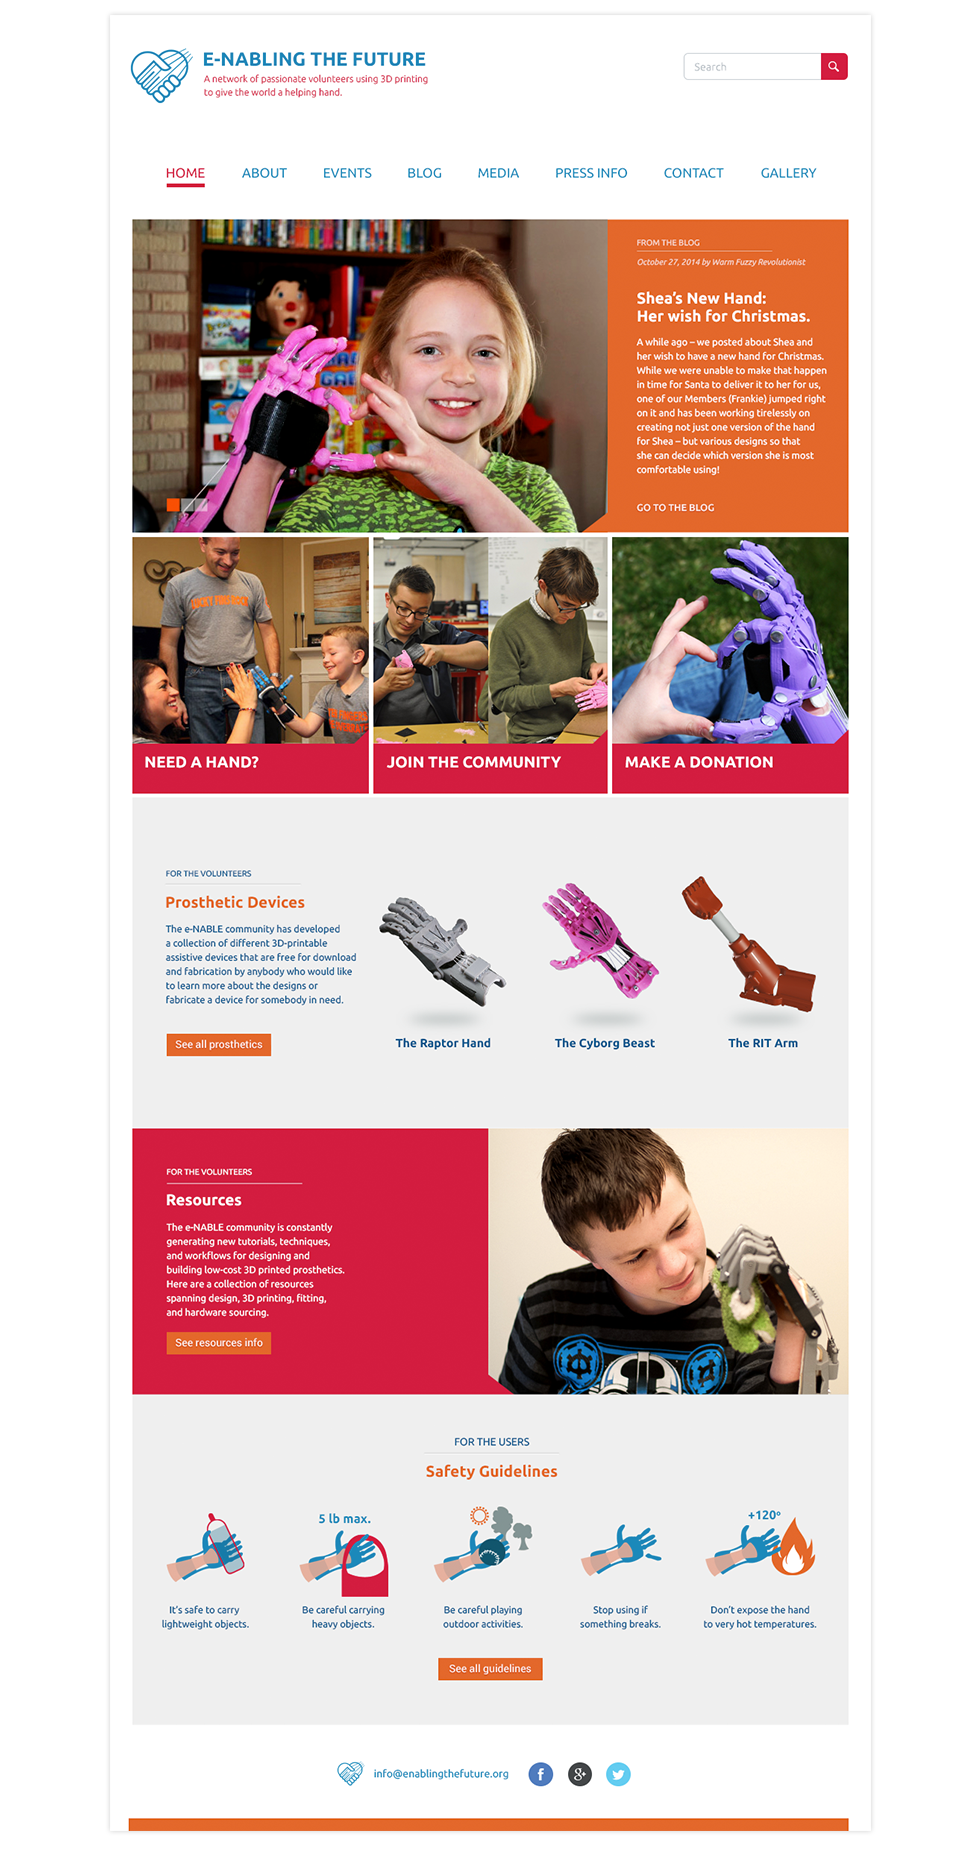 E-NABLING THE FUTURE
A network of passionate volunteers using 3D printing
to give the world a helping hand.
Search
HOME ABOUT EVENTS BLOG MEDIA PRESS INFO CONTACT GALLERY
FROM THE BLOG
October 27, 2014 by Warm Fuzzy Revolutionist
Shea's New Hand:
Her wish for Christmas.
A while ago – we posted about Shea and
her wish to have a new hand for Christmas.
While we were unable to make that happen
in time for Santa to deliver it to her for us,
one of our Members (Frankie) jumped right
on it and has been working tirelessly on
creating not just one version of the hand
for Shea – but various designs so that
she can decide which version she is most
comfortable using!
GO TO THE BLOG
NEED A HAND?
JOIN THE COMMUNITY
MAKE A DONATION
FOR THE VOLUNTEERS
Prosthetic Devices
The e-NABLE community has developed
a collection of different 3D-printable
assistive devices that are free for download
and fabrication by anybody who would like
to learn more about the designs or
fabricate a device for somebody in need.
See all prosthetics
The Raptor Hand
The Cyborg Beast
The RIT Arm
FOR THE VOLUNTEERS
Resources
The e-NABLE community is constantly
generating new tutorials, techniques,
and workflows for designing and
building low-cost 3D printed prosthetics.
Here are a collection of resources
spanning design, 3D printing, fitting,
and hardware sourcing.
See resources info
FOR THE USERS
Safety Guidelines
5 lb max.
+120°
It's safe to carry
lightweight objects.
Be careful carrying
heavy objects.
Be careful playing
outdoor activities.
Stop using if
something breaks.
Don't expose the hand
to very hot temperatures.
See all guidelines
info@enablingthefuture.org